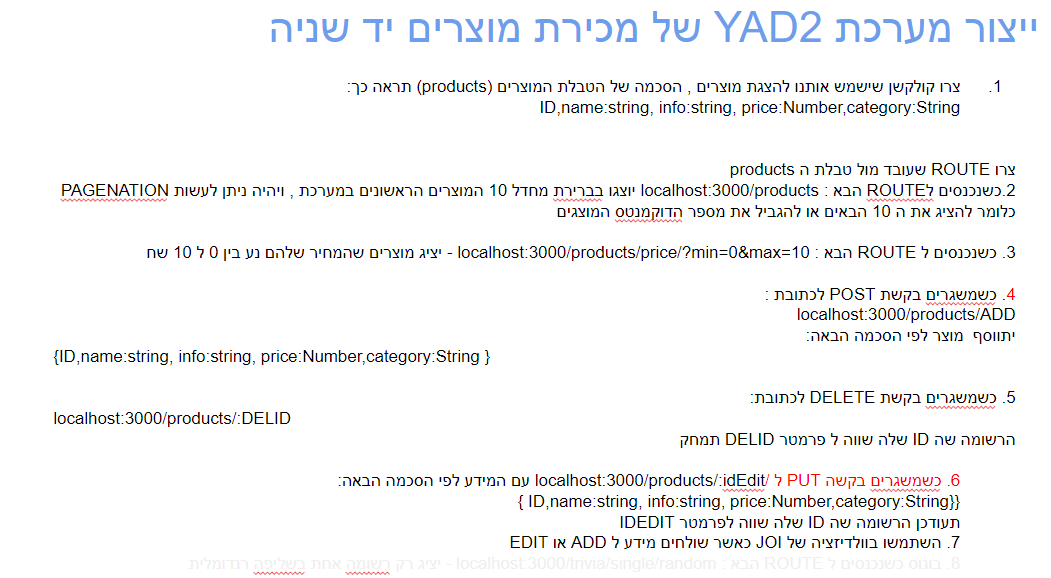 ייצור מערכת YAD2 של מכירת מוצרים יד שניה
1. צרו קולקשן שישמש אותנו להצגת מוצרים , הסכמה של הטבלת המוצרים (products) תראה כך:
ID,name:string, info:string, price:Number,category:String
צרו ROUTE שעובד מול טבלת ה products
2.כשנכנסים לROUTE הבא : localhost:3000/products יוצגו בברירת מחדל 10 המוצרים הראשונים במערכת , ויהיה ניתן לעשות PAGENATION
כלומר להציג את ה 10 הבאים או להגביל את מספר הדוקמנטס המוצגים
3. כשנכנסים ל ROUTE הבא : localhost:3000/products/price/?min=0&max=10 - יציג מוצרים שהמחיר שלהם נע בין 0 ל 10 שח
4. כשמשגרים בקשת POST לכתובת :
localhost:3000/products/ADD
יתווסף מוצר לפי הסכמה הבאה:
{ID,name:string, info:string, price:Number,category:String }
5. כשמשגרים בקשת DELETE לכתובת:
localhost:3000/products/:DELID
הרשומה שה ID שלה שווה ל פרמטר DELID תמחק
6. כשמשגרים בקשה PUT ל /localhost:3000/products/:idEdit עם המידע לפי הסכמה הבאה:
{ ID,name:string, info:string, price:Number,category:String}}
תעודכן הרשומה שה ID שלה שווה לפרמטר IDEDIT
7. השתמשו בוולדיזציה של JOI כאשר שולחים מידע ל ADD או EDIT
8. בונוס כשנכנסים ל ROUTE הבא : localhost:3000/trivia/single/random - יציג רק רשומה אחת בשליפה רנדומלית